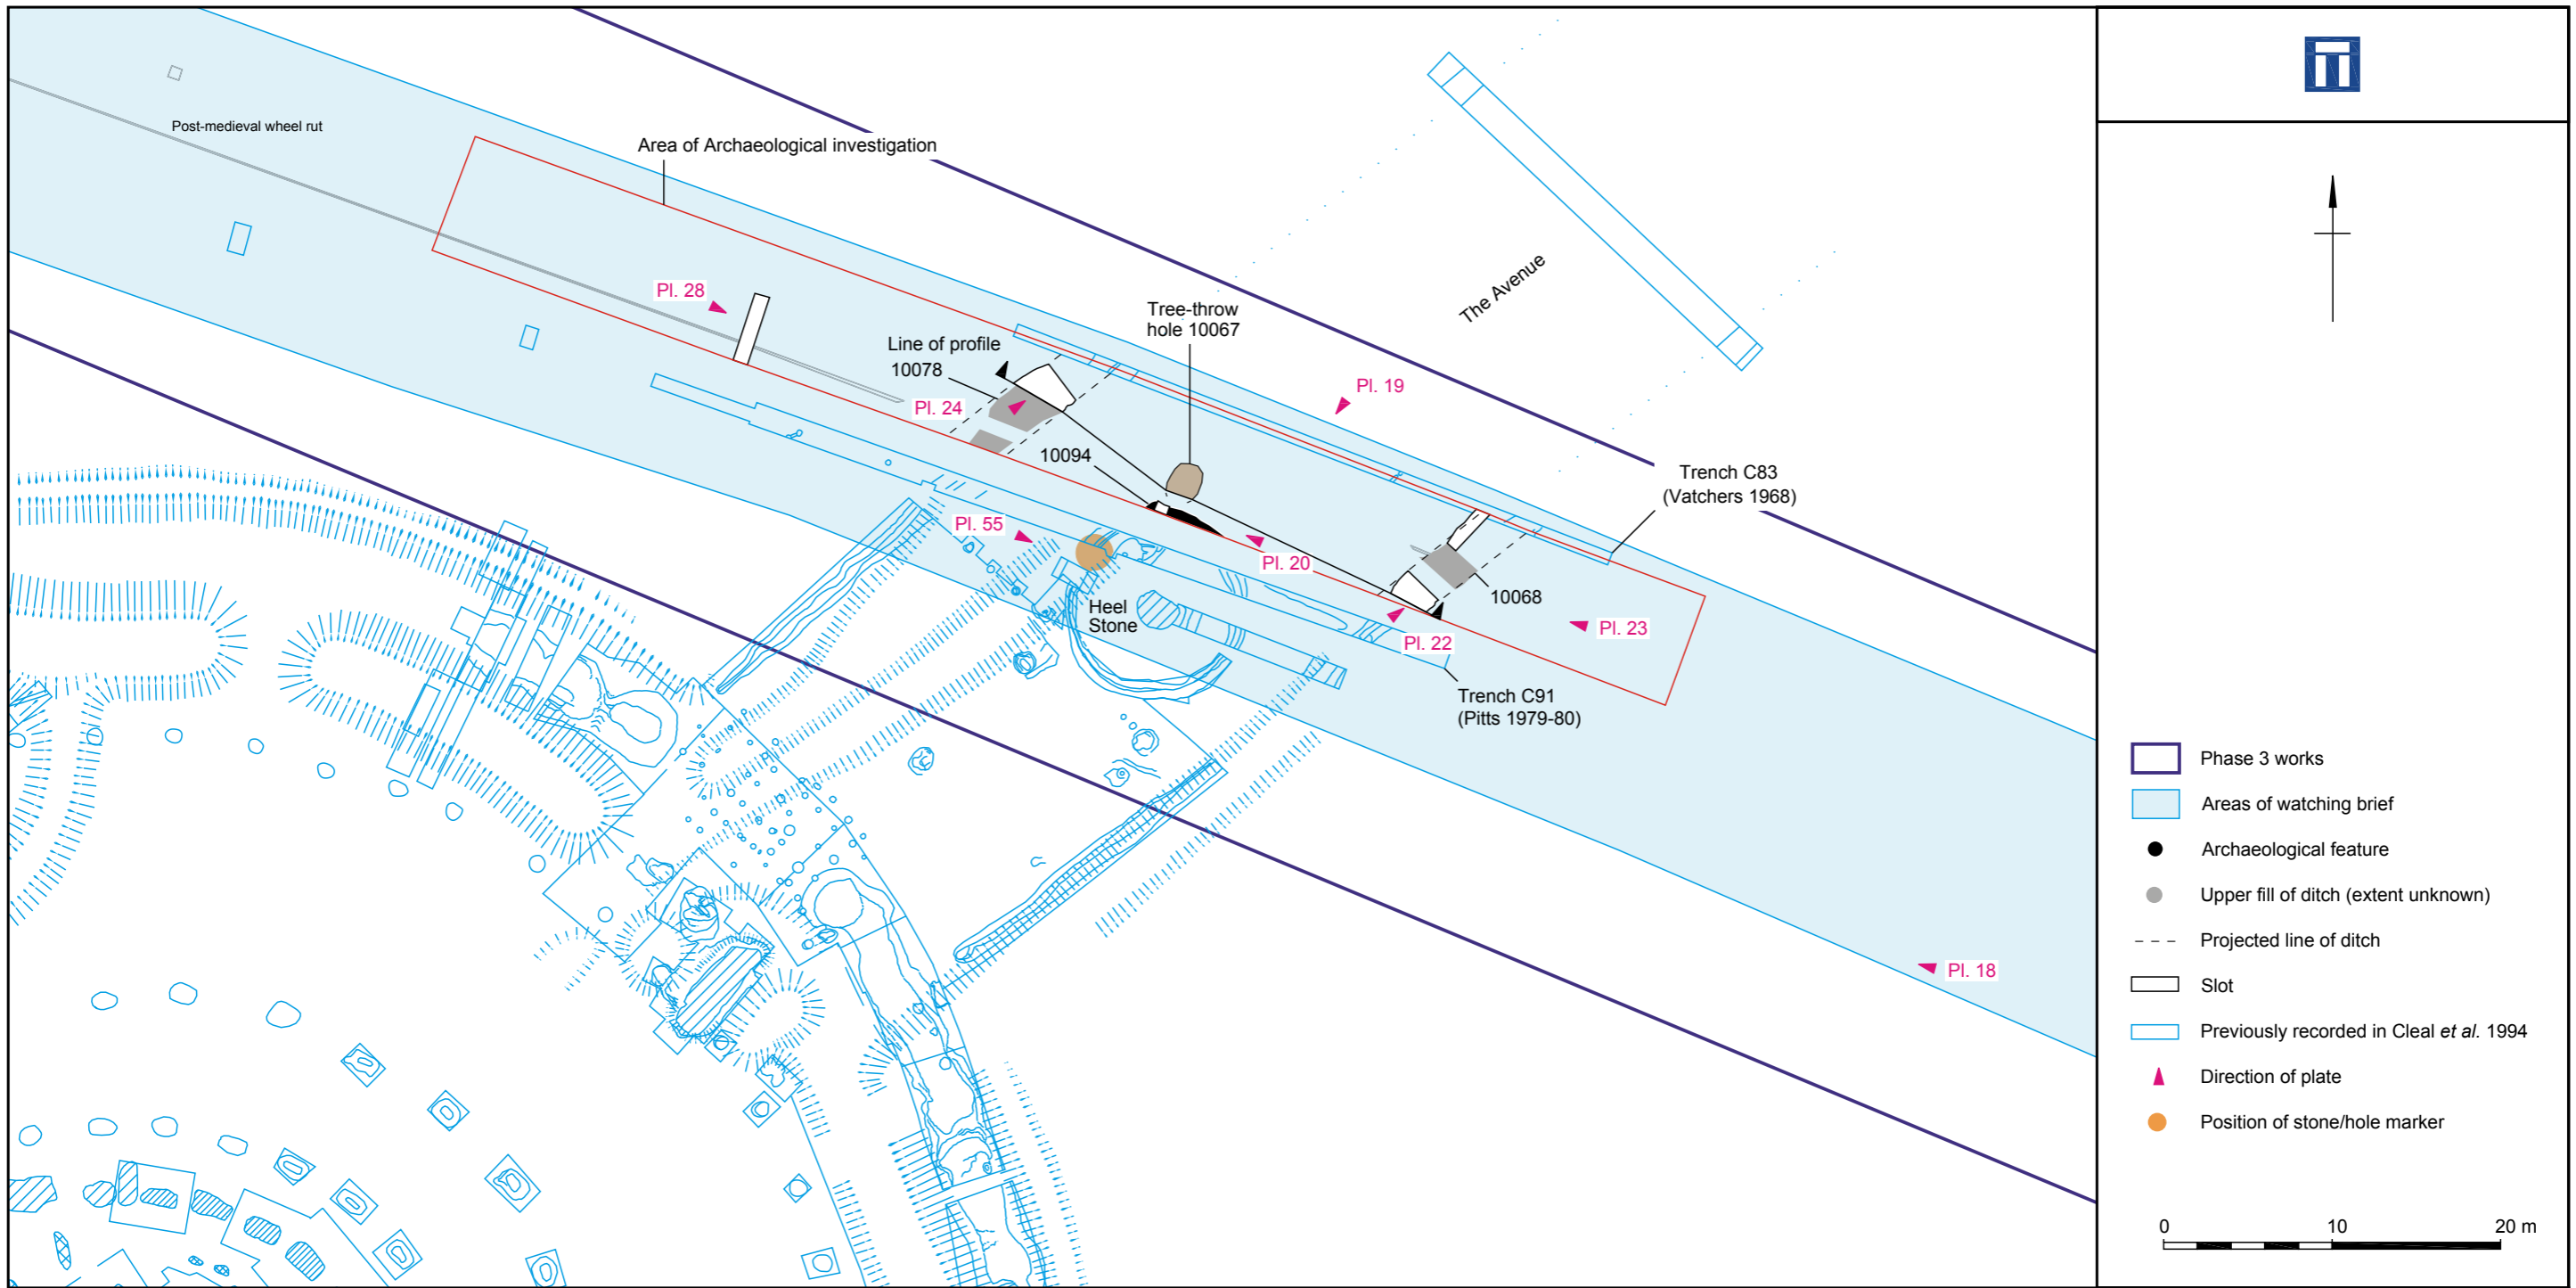 Post-medieval wheel rut
Area of Archaeological investigation
Pl. 28
Line of profile
10078
Tree-throw
hole 10067
The Avenue
Pl. 19
Pl. 24
10094
Trench C83
(Vatchers 1968)
Pl. 55
Pl. 20
Heel
Stone
10068
Pl. 22
Pl. 23
Trench C91
(Pitts 1979-80)
Pl. 18
Phase 3 works
Areas of watching brief
Archaeological feature
Upper fill of ditch (extent unknown)
Projected line of ditch
Slot
Previously recorded in Cleal et al. 1994
Direction of plate
Position of stone/hole marker
0 10 20 m